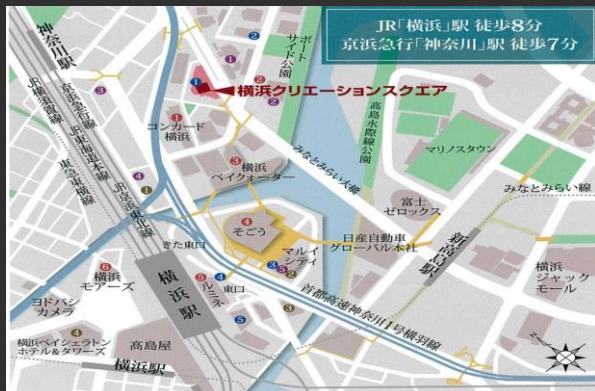 JR「横浜」駅 徒歩8分
京浜急行「神奈川」駅 徒歩7分
神奈川駅
JR横須賀線
京浜急行線
JR東海道本線
東急東横線
JR京浜東北線
ポートサイド公園
横浜クリエーションスクエア
コンカード横浜
高島水際線公園
マリノスタウン
みなとみらい大橋
横浜ベイクォーター
みなとみらい線
富士ゼロックス
そごう
きた東口
マルイシティ
日産自動車
グローバル本社
新高島駅
横浜ジャックモール
横浜モアーズ
横浜駅
ルミネ
東口
首都高速神奈川1号横羽線
ヨドバシカメラ
横浜ベイシェラトン
ホテル&タワーズ
高島屋
横浜駅